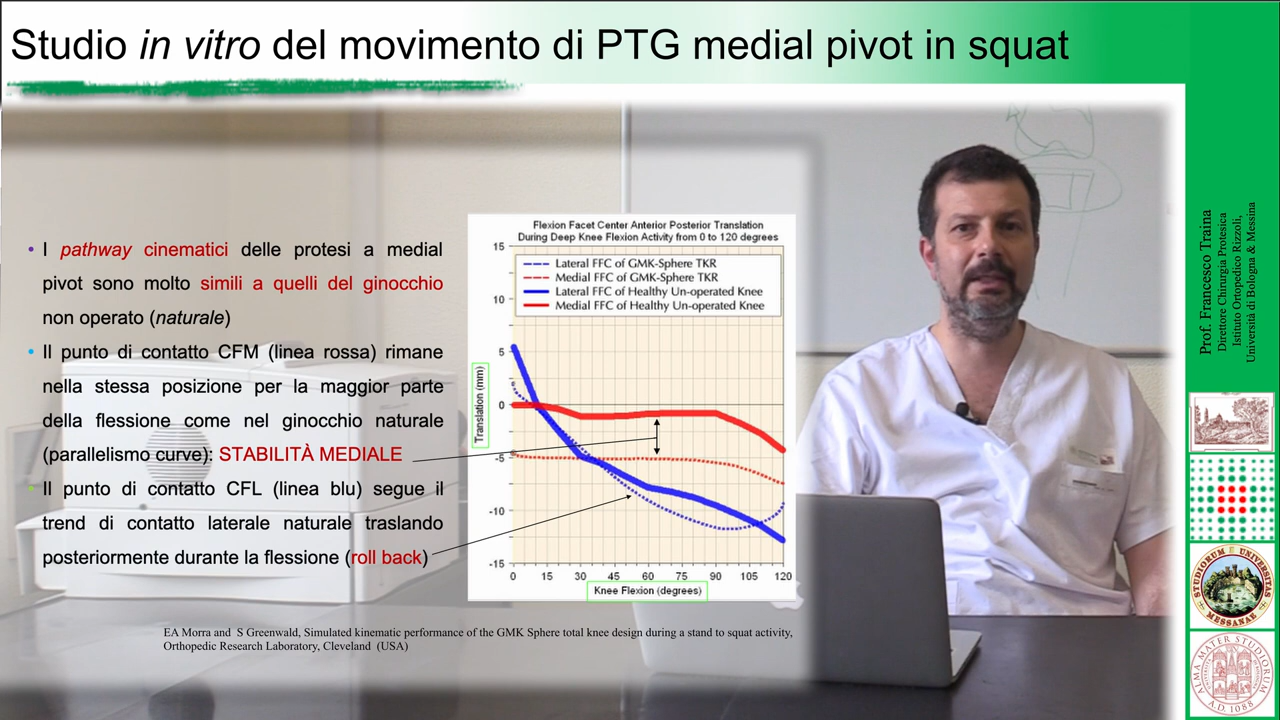 Studio in vitro del movimento di PTG medial pivot in squat
• I pathway cinematici delle protesi a medial
pivot sono molto simili a quelli del ginocchio
non operato (naturale)
• Il punto di contatto CFM (linea rossa) rimane
nella stessa posizione per la maggior parte
della flessione come nel ginocchio naturale
(parallelismo curve): STABILITÀ MEDIALE
• Il punto di contatto CFL (linea blu) segue il
trend di contatto laterale naturale traslando
posteriormente durante la flessione (roll back)
Flexion Facet Center Anterior Posterior Translation
During Deep Knee Flexion Activity from 0 to 120 degrees
Lateral FFC of GMK-Sphere TKR
Medial FFC of GMK-Sphere TKR
Lateral FFC of Healthy Un-operated Knee
Medial FFC of Healthy Un-operated Knee
Translation (mm)
15
10
5
0
-5
-10
-15
0 15 30 45 60 75 90 105 120
Knee Flexion (degrees)
EA Morra and S Greenwald, Simulated kinematic performance of the GMK Sphere total knee design during a stand to squat activity,
Orthopedic Research Laboratory, Cleveland (USA)
Prof. Francesco Traina
Direttore Chirurgia Protesica
Istituto Ortopedico Rizzoli,
Università di Bologna & Messina
STUDIORUM E UNIVERSITAS
MESSANAE
ALMA MATER STUDIORUM
A.D. 1088